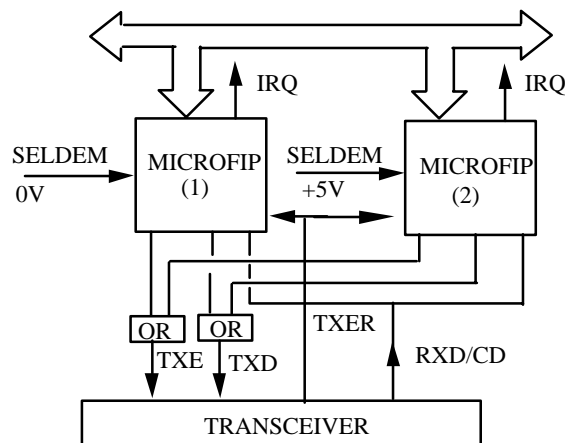 IRQ
IRQ
SELDEM
MICROFIP
SELDEM
MICROFIP
0V
(1)
+5V
(2)
OR
OR
TXER
TXE
TXD
RXD/CD
TRANSCEIVER